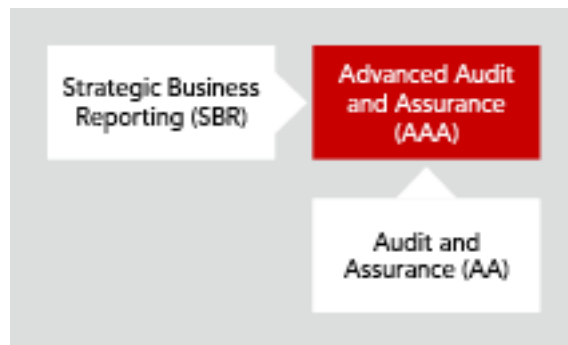 Strategic Business
Reporting (SBR)
Advanced Audit
and Assurance
(AAA)
Audit and
Assurance (AA)